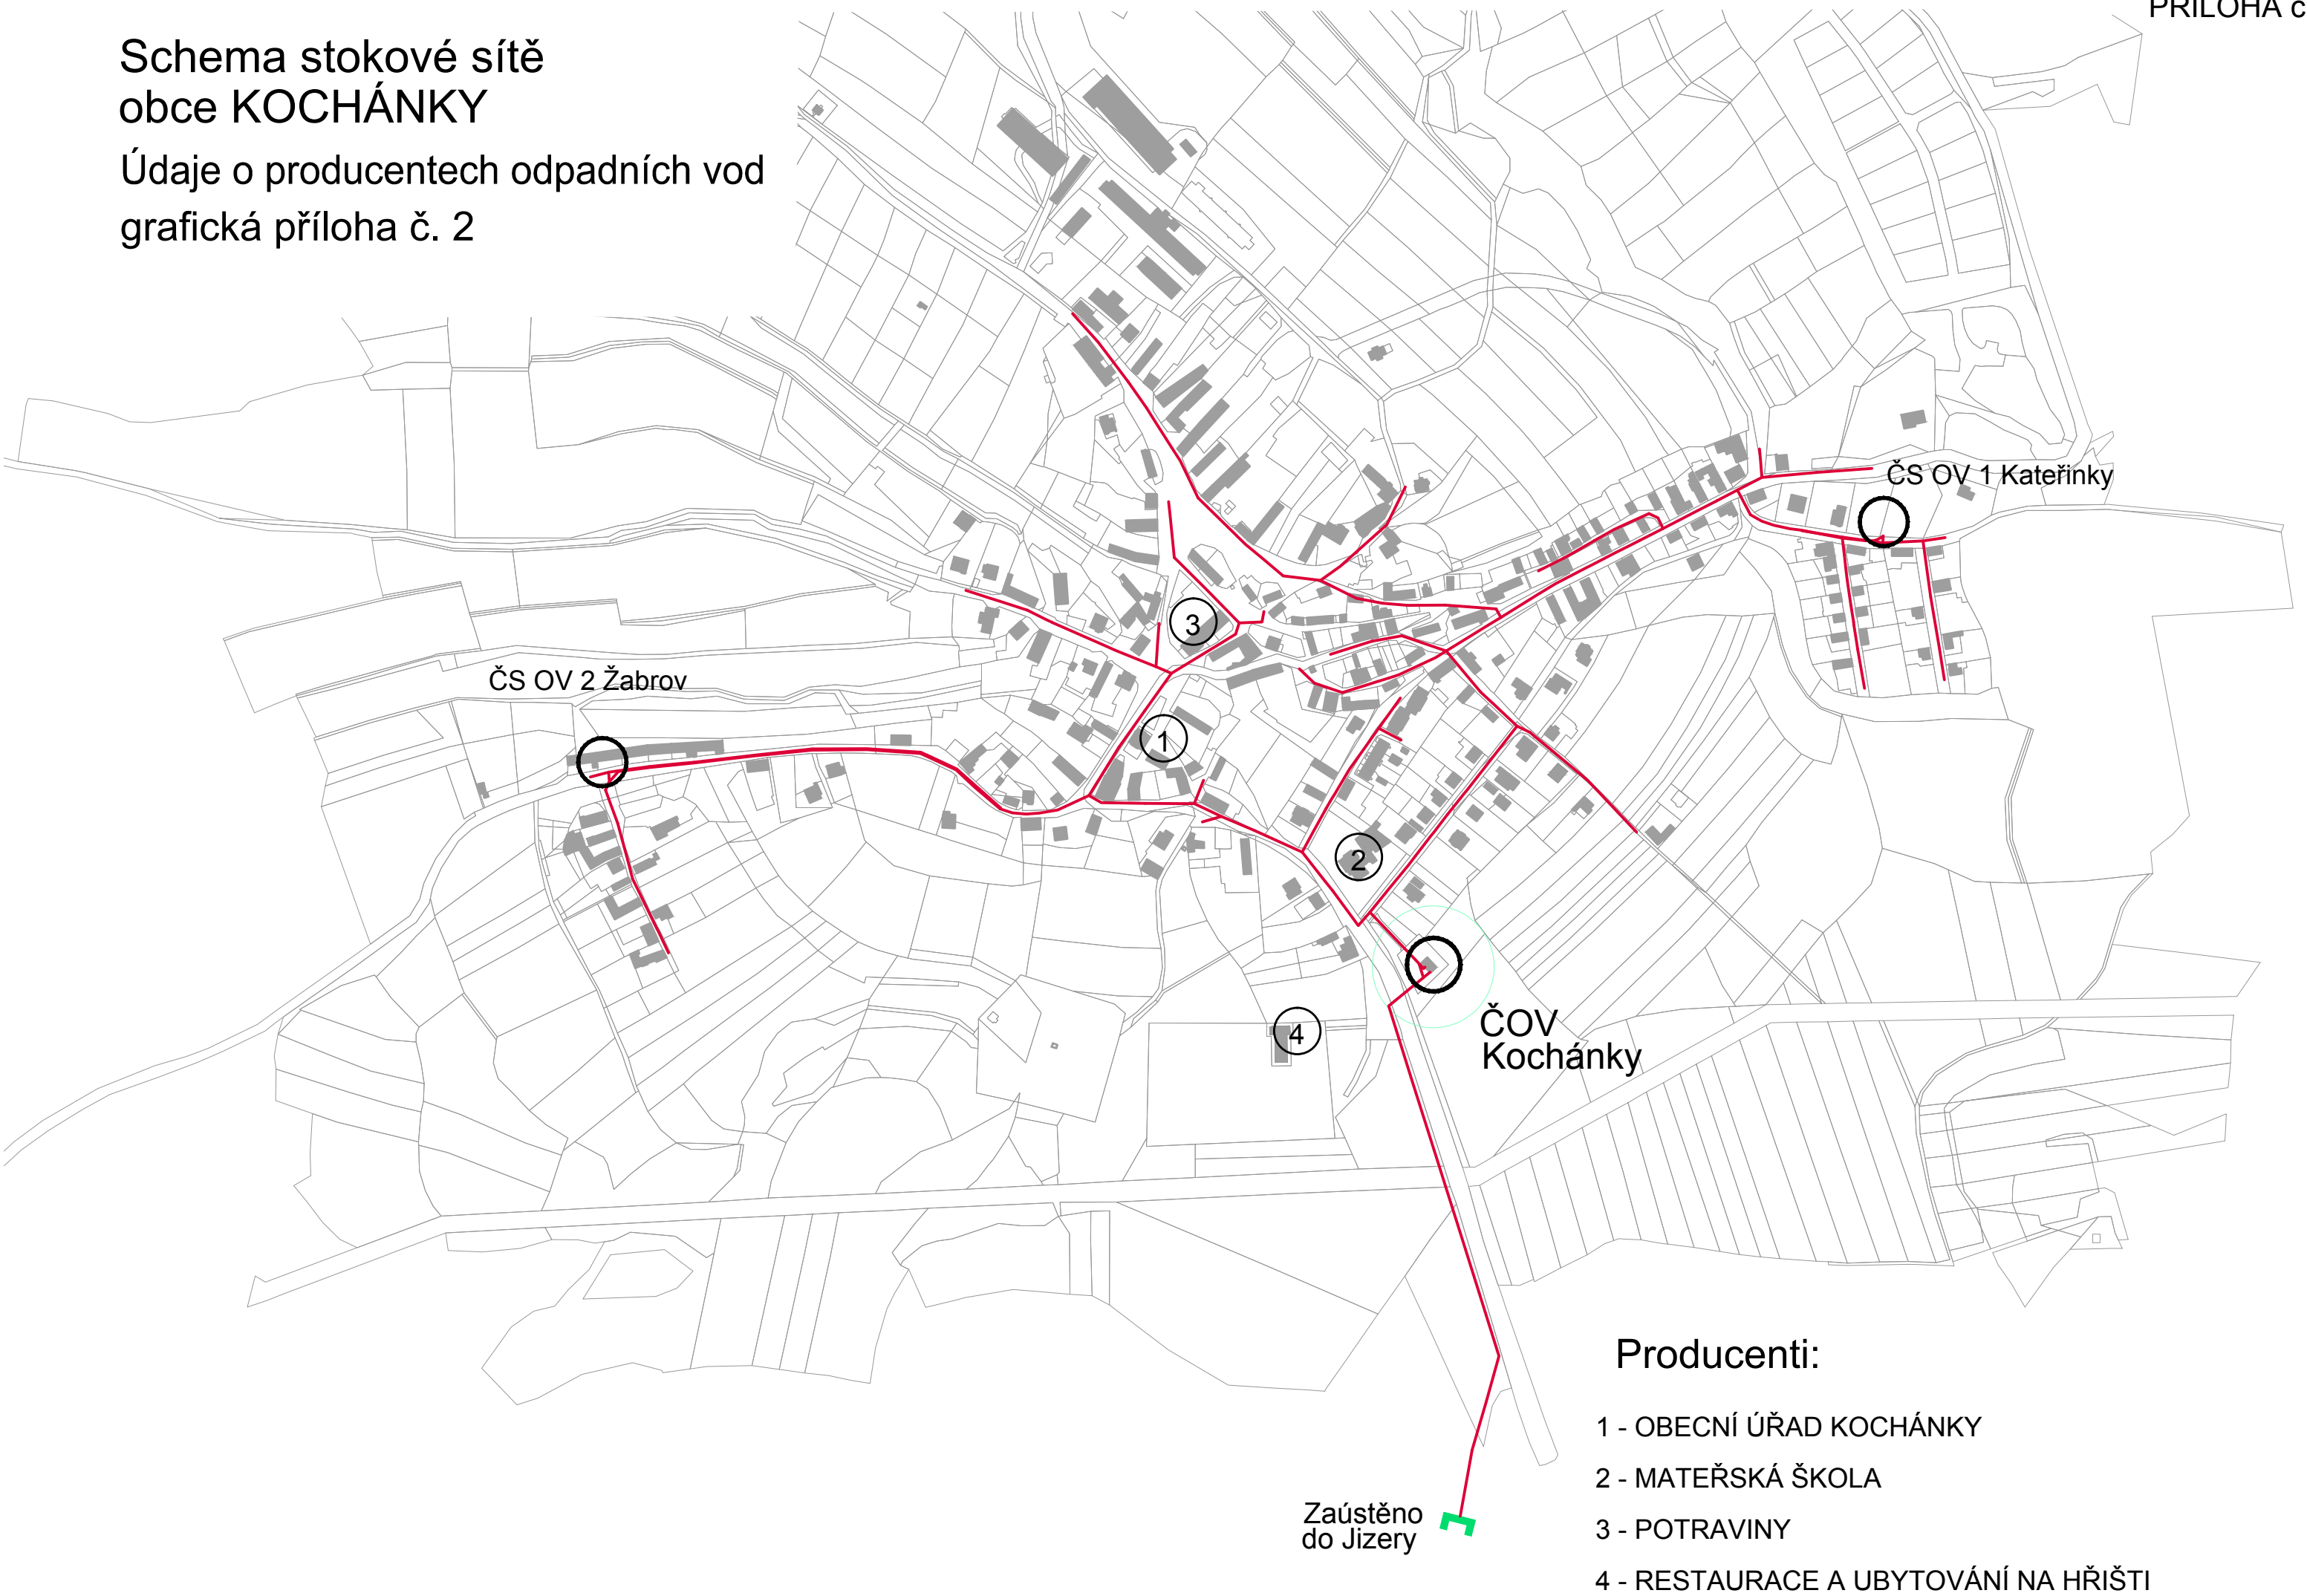 PŘÍLOHA č
Schema stokové sítě
obce KOCHÁNKY
Údaje o producentech odpadních vod
grafická příloha č. 2
ČS OV 1 Kateřinky
3
ČS OV 2 Žabrov
1
2
4
ČOV
Kochánky
Producenti:
1 - OBECNÍ ÚŘAD KOCHÁNKY
2 - MATEŘSKÁ ŠKOLA
3 - POTRAVINY
4 - RESTAURACE A UBYTOVÁNÍ NA HŘIŠTI
Zaústěno
do Jizery